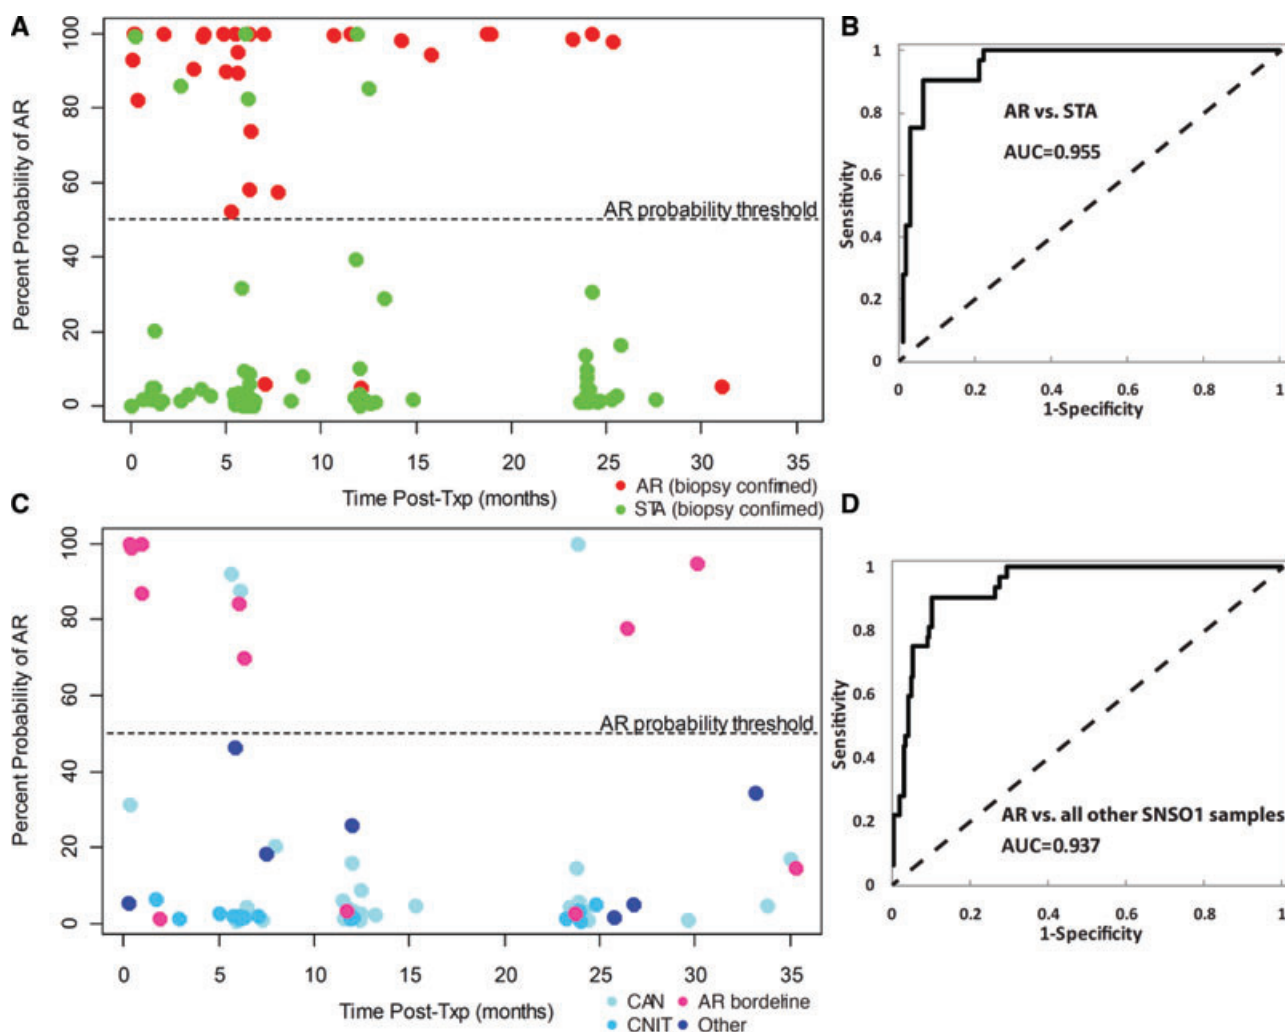 A
Percent Probability of AR
100
80
60
40
20
0
AR probability threshold
0 5 10 15 20 25 30 35
Time Post-Txp (months)
AR (biopsy confirmed)
STA (biopsy confirmed)
B
Sensitivity
1
0.8
0.6
0.4
0.2
0
AR vs. STA
AUC=0.955
0 0.2 0.4 0.6 0.8 1
1-Specificity
C
Percent Probability of AR
100
80
60
40
20
0
AR probability threshold
0 5 10 15 20 25 30 35
Time Post-Txp (months)
CAN AR bordeline
CNIT Other
D
Sensitivity
1
0.8
0.6
0.4
0.2
0
AR vs. all other SNSO1 samples
AUC=0.937
0 0.2 0.4 0.6 0.8 1
1-Specificity